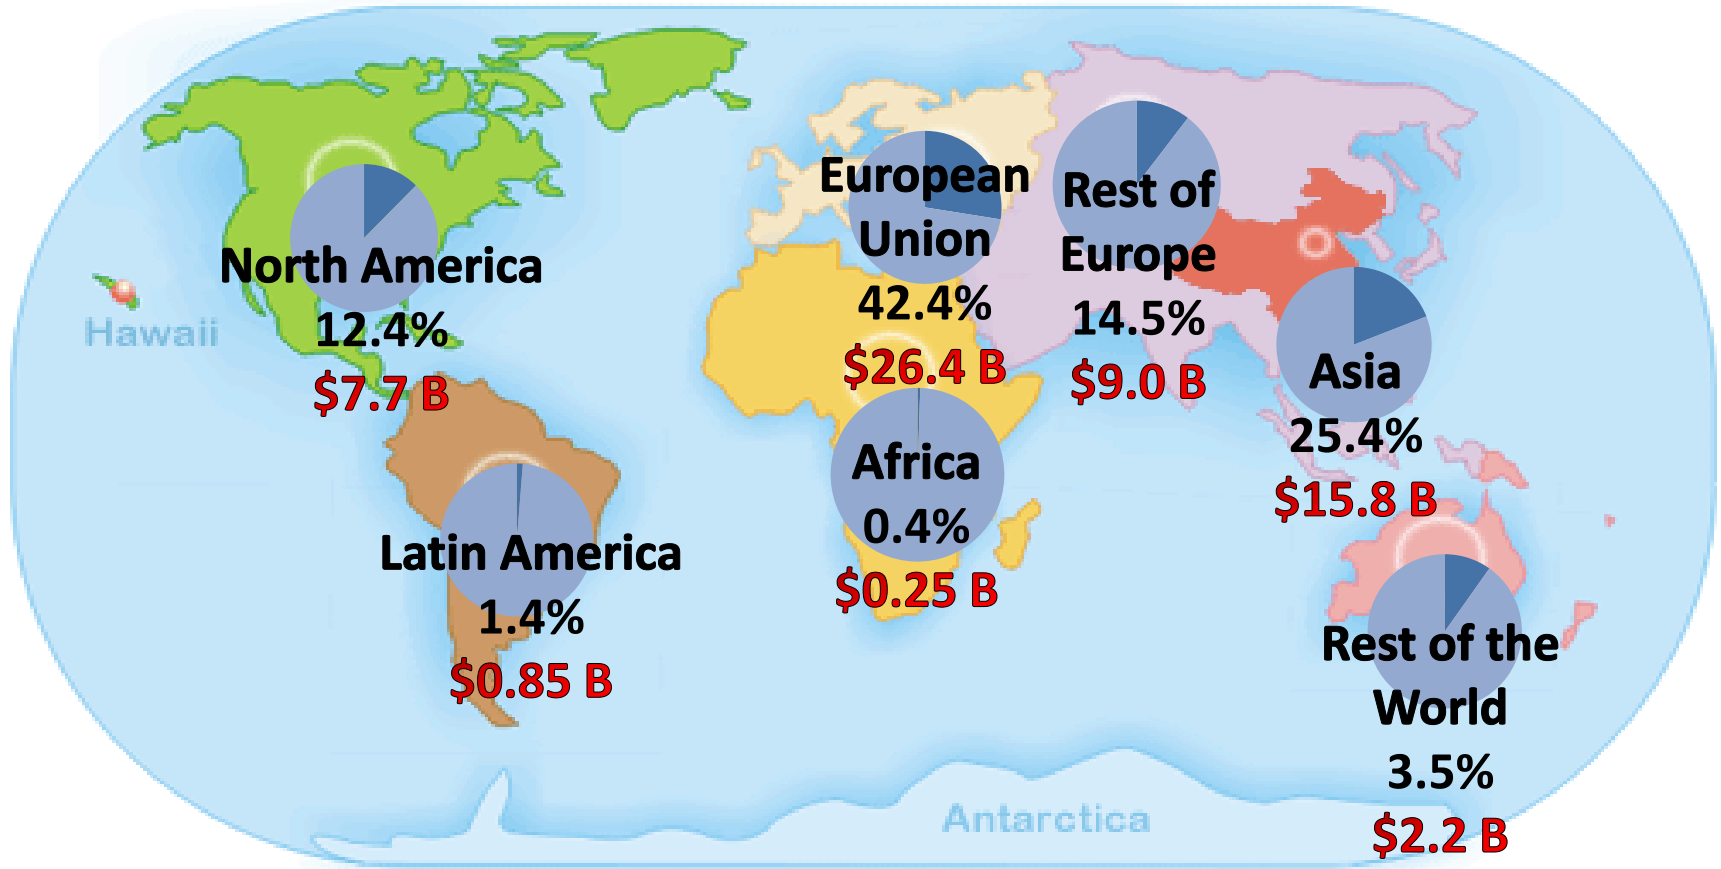 Hawaii
North America
12.4%
$7.7 B
Latin America
1.4%
$0.85 B
European
Union
42.4%
$26.4 B
Africa
0.4%
$0.25 B
Rest of
Europe
14.5%
$9.0 B
Asia
25.4%
$15.8 B
Rest of the
World
3.5%
$2.2 B
Antarctica